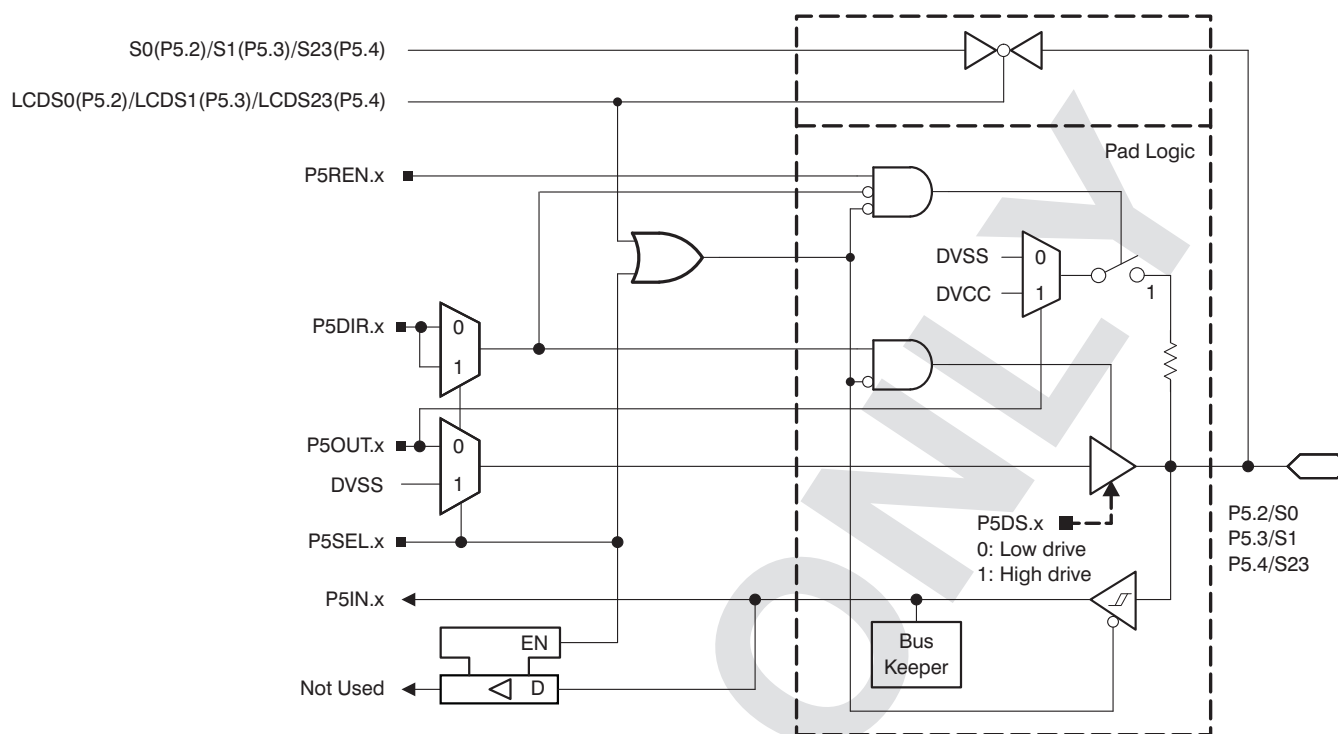 S0(P5.2)/S1(P5.3)/S23(P5.4)
LCDS0(P5.2)/LCDS1(P5.3)/LCDS23(P5.4)
Pad Logic
P5REN.x
DVSS
0
DVCC
1
1
P5DIR.x
0
1
P5OUT.x
0
DVSS
1
P5DS.x
0: Low drive
1: High drive
P5.2/S0
P5.3/S1
P5.4/S23
P5SEL.x
P5IN.x
Bus
Keeper
EN
Not Used
D
ONLY